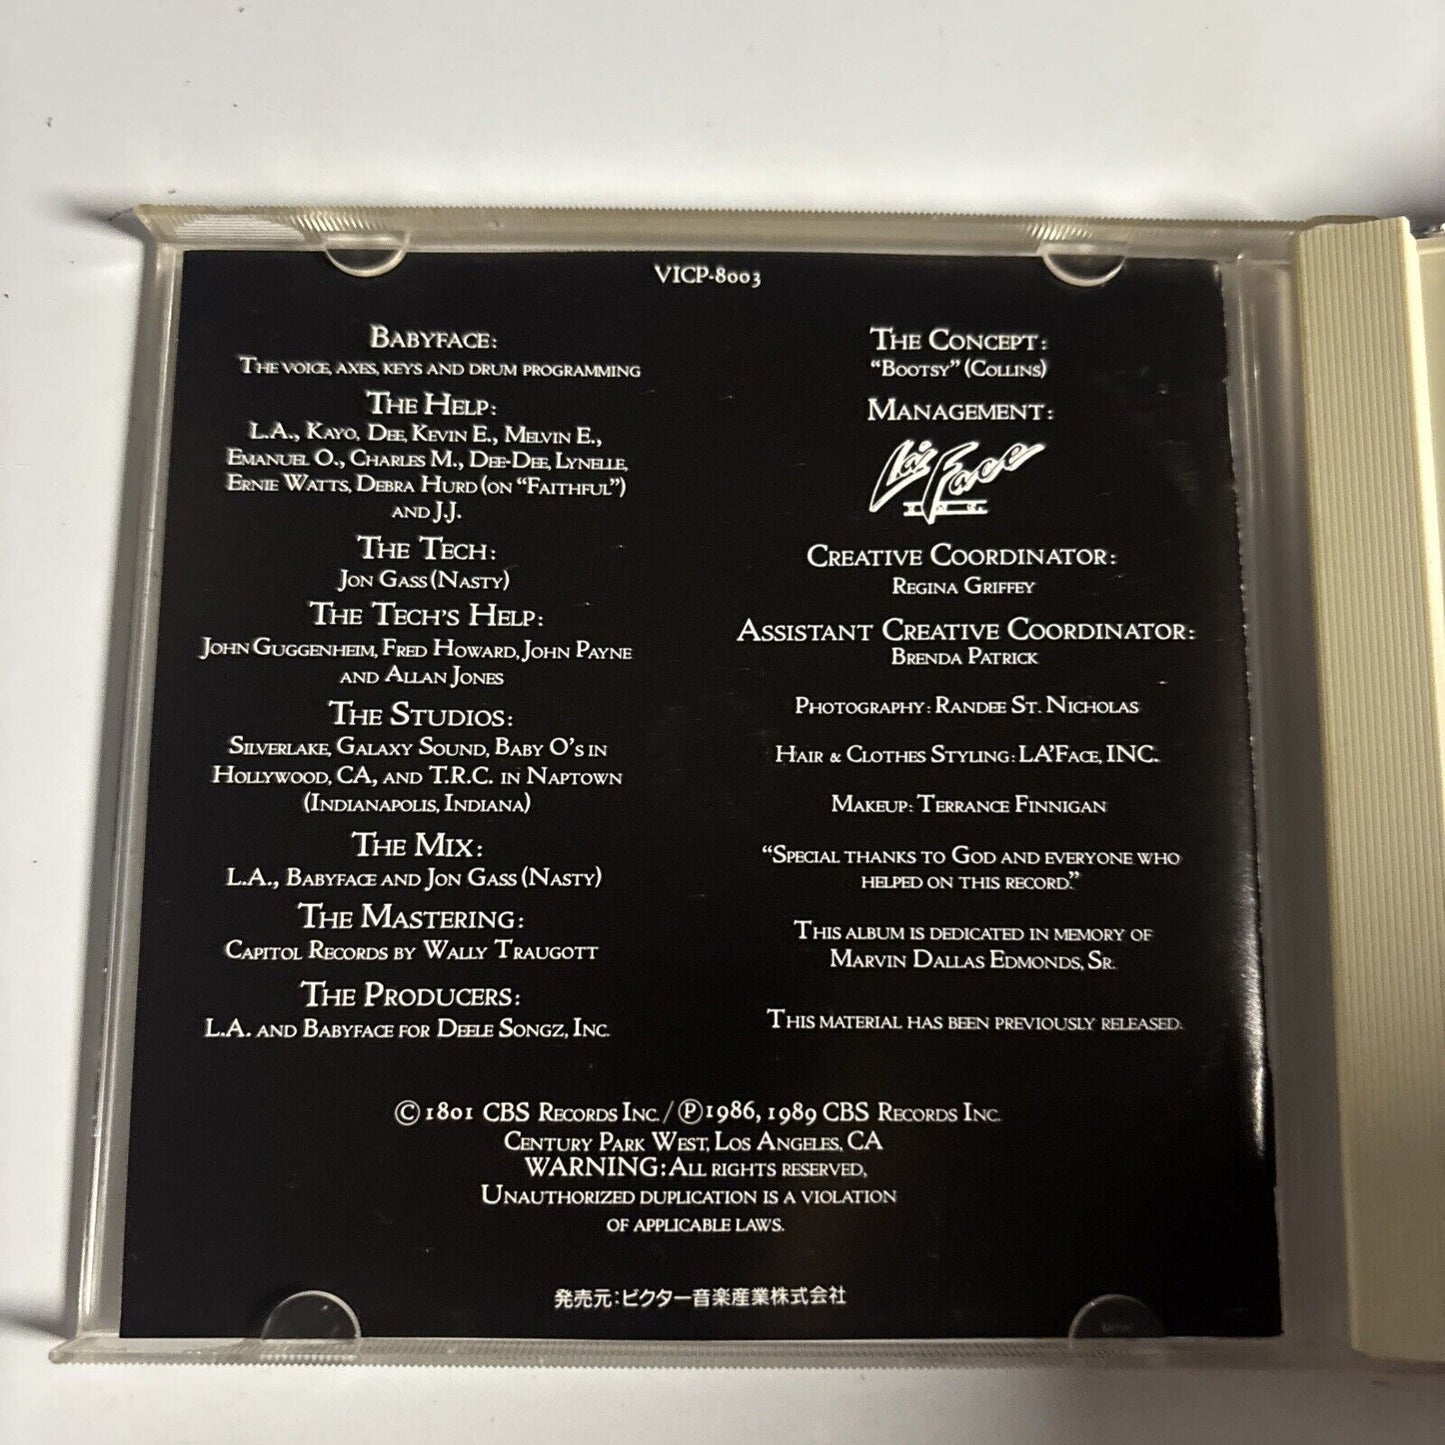 VICP-8003
BABYFACE:
THE VOICE, AXES, KEYS AND DRUM PROGRAMMING
THE HELP:
L.A., KAYO, DEE, KEVIN E., MELVIN E.,
EMANUEL O., CHARLES M., DEE-DEE, LYNELLE,
ERNIE WATTS, DEBRA HURD (ON "FAITHFUL")
AND J.J.
THE TECH:
JON GASS (NASTY)
THE TECH'S HELP:
JOHN GUGGENHEIM, FRED HOWARD, JOHN PAYNE
AND ALLAN JONES
THE STUDIOS:
SILVERLAKE, GALAXY SOUND, BABY O'S IN
HOLLYWOOD, CA, AND T.R.C. IN NAPTOWN
(INDIANAPOLIS, INDIANA)
THE MIX:
L.A., BABYFACE AND JON GASS (NASTY)
THE MASTERING:
CAPITOL RECORDS BY WALLY TRAUGOTT
THE PRODUCERS:
L.A. AND BABYFACE FOR DEELE SONGZ, INC.
THE CONCEPT:
"BOOTSY" (COLLINS)
MANAGEMENT:
La' Face
INC.
CREATIVE COORDINATOR:
REGINA GRIFFEY
ASSISTANT CREATIVE COORDINATOR:
BRENDA PATRICK
PHOTOGRAPHY: RANDEE ST. NICHOLAS
HAIR & CLOTHES STYLING: LA'FACE, INC.
MAKEUP: TERRANCE FINNIGAN
"SPECIAL THANKS TO GOD AND EVERYONE WHO
HELPED ON THIS RECORD."
THIS ALBUM IS DEDICATED IN MEMORY OF
MARVIN DALLAS EDMONDS, SR.
THIS MATERIAL HAS BEEN PREVIOUSLY RELEASED.
©1801 CBS RECORDS INC./Ⓟ1986, 1989 CBS RECORDS INC.
CENTURY PARK WEST, LOS ANGELES, CA
WARNING: ALL RIGHTS RESERVED,
UNAUTHORIZED DUPLICATION IS A VIOLATION
OF APPLICABLE LAWS.
発売元:ビクター音楽産業株式会社